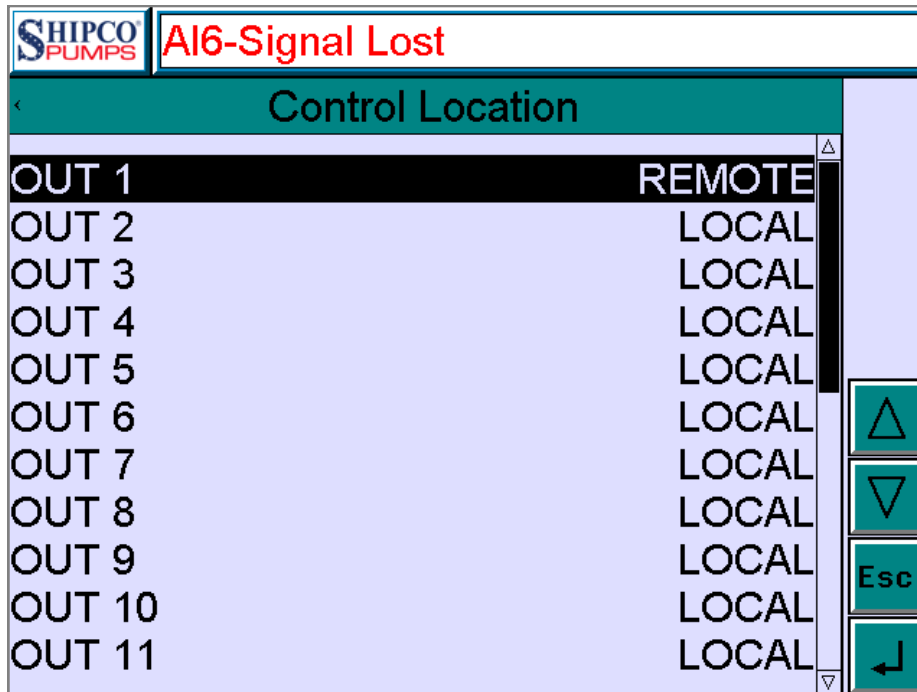 SHIPCO®
PUMPS
AI6-Signal Lost
Control Location
OUT 1 REMOTE
OUT 2 LOCAL
OUT 3 LOCAL
OUT 4 LOCAL
OUT 5 LOCAL
OUT 6 LOCAL
OUT 7 LOCAL
OUT 8 LOCAL
OUT 9 LOCAL
OUT 10 LOCAL
OUT 11 LOCAL
Esc